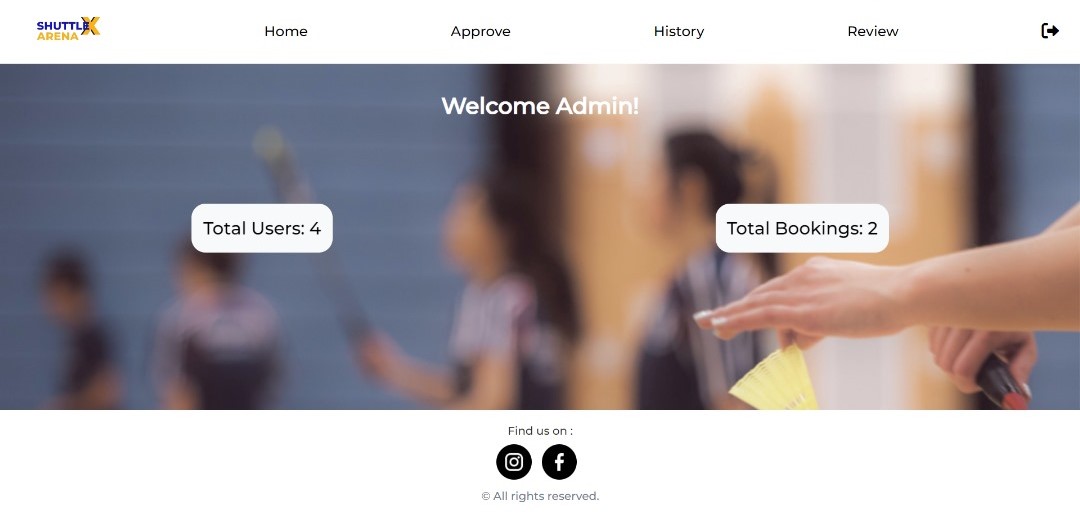 SHUTTLE X
ARENA
Home
Approve
History
Review
Welcome Admin!
Total Users: 4
Total Bookings: 2
Find us on :
© All rights reserved.